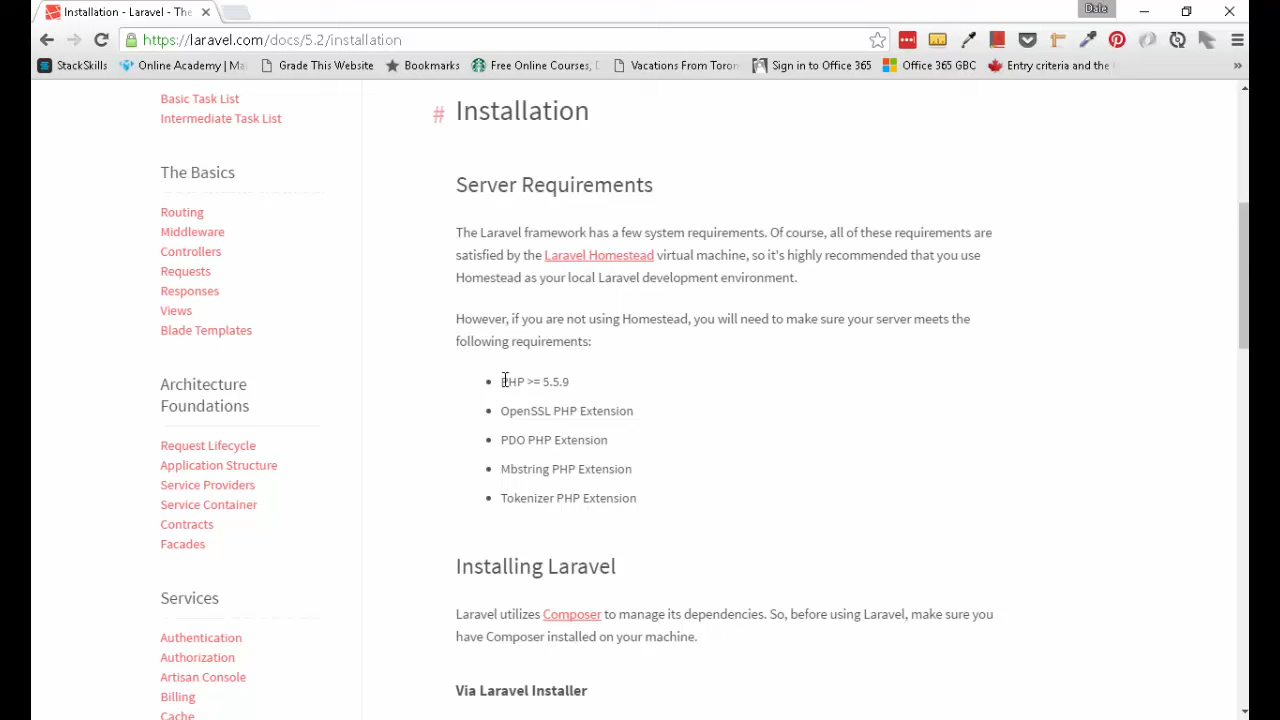 Installation - Laravel - The
Dale
https://laravel.com/docs/5.2/installation
StackSkills
Online Academy | Ma
Grade This Website
Bookmarks
Free Online Courses,
Vacations From Toron
Sign in to Office 365
Office 365 GBC
Entry criteria and the
»
Basic Task List
Intermediate Task List
The Basics
Routing
Middleware
Controllers
Requests
Responses
Views
Blade Templates
Architecture
Foundations
Request Lifecycle
Application Structure
Service Providers
Service Container
Contracts
Facades
Services
Authentication
Authorization
Artisan Console
Billing
Cache
# Installation
Server Requirements
The Laravel framework has a few system requirements. Of course, all of these requirements are
satisfied by the Laravel Homestead virtual machine, so it's highly recommended that you use
Homestead as your local Laravel development environment.
However, if you are not using Homestead, you will need to make sure your server meets the
following requirements:
• PHP >= 5.5.9
• OpenSSL PHP Extension
• PDO PHP Extension
• Mbstring PHP Extension
• Tokenizer PHP Extension
Installing Laravel
Laravel utilizes Composer to manage its dependencies. So, before using Laravel, make sure you
have Composer installed on your machine.
Via Laravel Installer